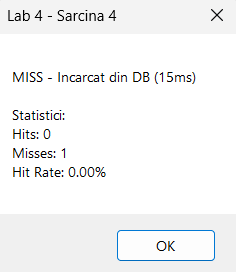 Lab 4 - Sarcina 4
MISS - Incarcat din DB (15ms)
Statistici:
Hits: 0
Misses: 1
Hit Rate: 0.00%
OK